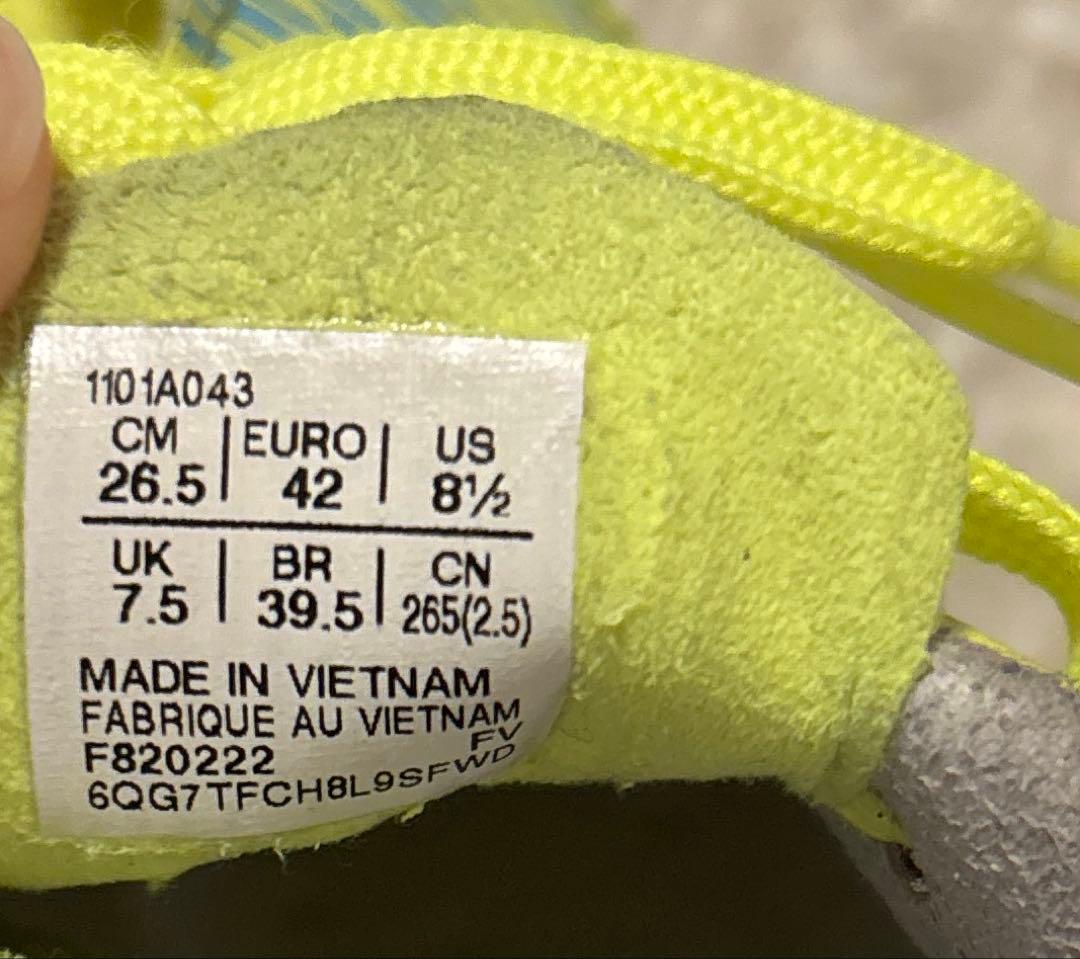 1101A043
CM | EURO | US
26.5 | 42 | 8½
UK | BR | CN
7.5 | 39.5 | 265(2.5)
MADE IN VIETNAM
FABRIQUE AU VIETNAM
F820222 FV
6QG7TFCH8L9SFWD